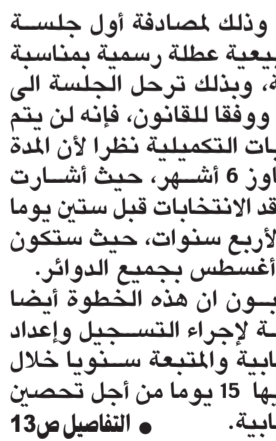 وذلك لمصادفة أول جلسة
بيعية عطلة رسمية بمناسبة
ة، وبذلك ترحل الجلسة الى
ووفقا للقانون، فإنه لن يتم
بات التكميلية نظرا لأن المدة
اوز 6 أشهر، حيث أشارت
قد الانتخابات قبل ستين يوما
لأربع سنوات، حيث ستكون
أغسطس بجميع الدوائر.
بون ان هذه الخطوة أيضا
ة لإجراء التسجيل وإعداد
ابية والمتبعة سنويا خلال
بها 15 يوما من أجل تحصين
ابية.
● التفاصيل ص13